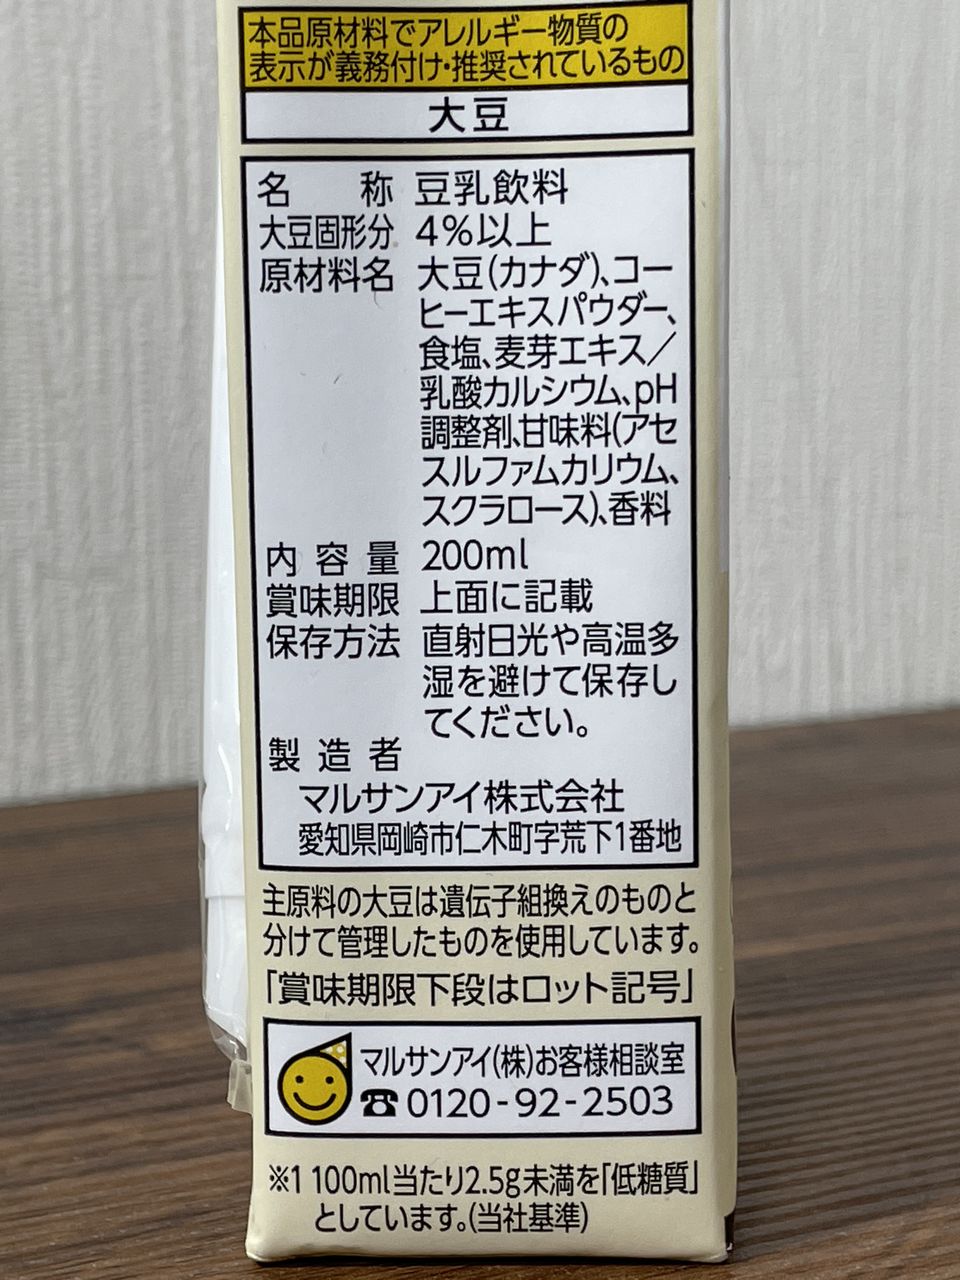 本品原材料でアレルギー物質の
表示が義務付け・推奨されているもの
大豆
名称 豆乳飲料
大豆固形分 4%以上
原材料名 大豆(カナダ)、コー
ヒーエキスパウダー、
食塩、麦芽エキス/
乳酸カルシウム、pH
調整剤、甘味料(アセ
スルファムカリウム、
スクラロース)、香料
内容量 200ml
賞味期限 上面に記載
保存方法 直射日光や高温多
湿を避けて保存し
てください。
製造者
マルサンアイ株式会社
愛知県岡崎市仁木町字荒下1番地
主原料の大豆は遺伝子組換えのものと
分けて管理したものを使用しています。
「賞味期限下段はロット記号」
マルサンアイ(株)お客様相談室
☎0120-92-2503
※1 100ml当たり2.5g未満を「低糖質」
としています。(当社基準)